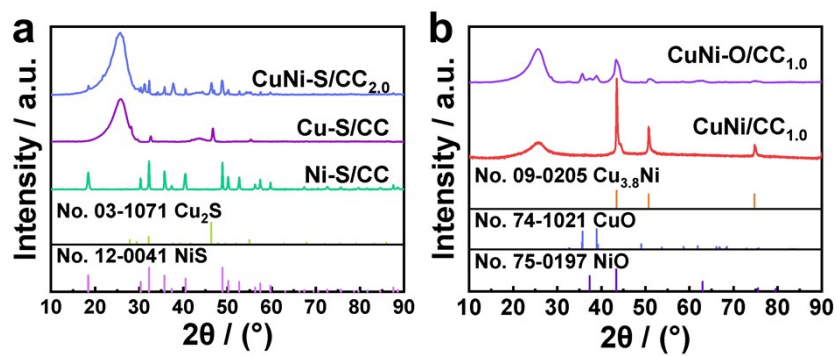 a
Intensity / a.u.
CuNi-S/CC2.0
Cu-S/CC
Ni-S/CC
No. 03-1071 Cu2S
No. 12-0041 NiS
10 20 30 40 50 60 70 80 90
2θ / (°)
b
Intensity / a.u.
CuNi-O/CC1.0
CuNi/CC1.0
No. 09-0205 Cu3.8Ni
No. 74-1021 CuO
No. 75-0197 NiO
10 20 30 40 50 60 70 80 90
2θ / (°)